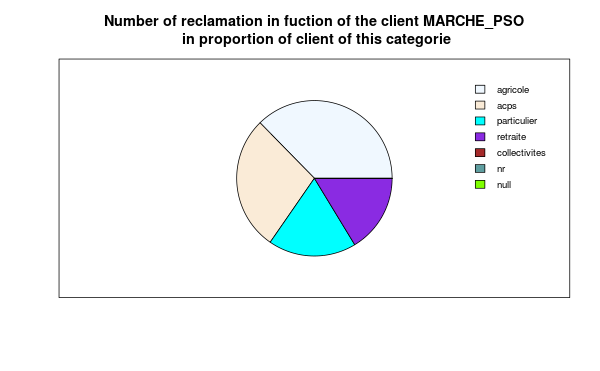 Number of reclamation in fuction of the client MARCHE_PSO
in proportion of client of this categorie
agricole
acps
particulier
retraite
collectivites
nr
null